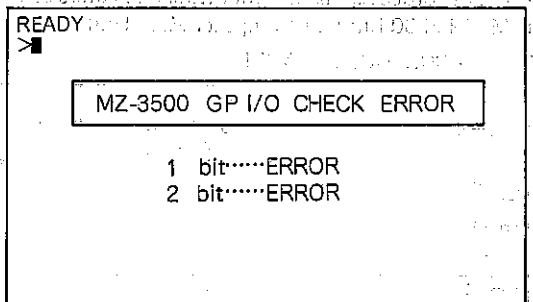 READY
>
MZ-3500 GP I/O CHECK ERROR
1 bit······ERROR
2 bit······ERROR